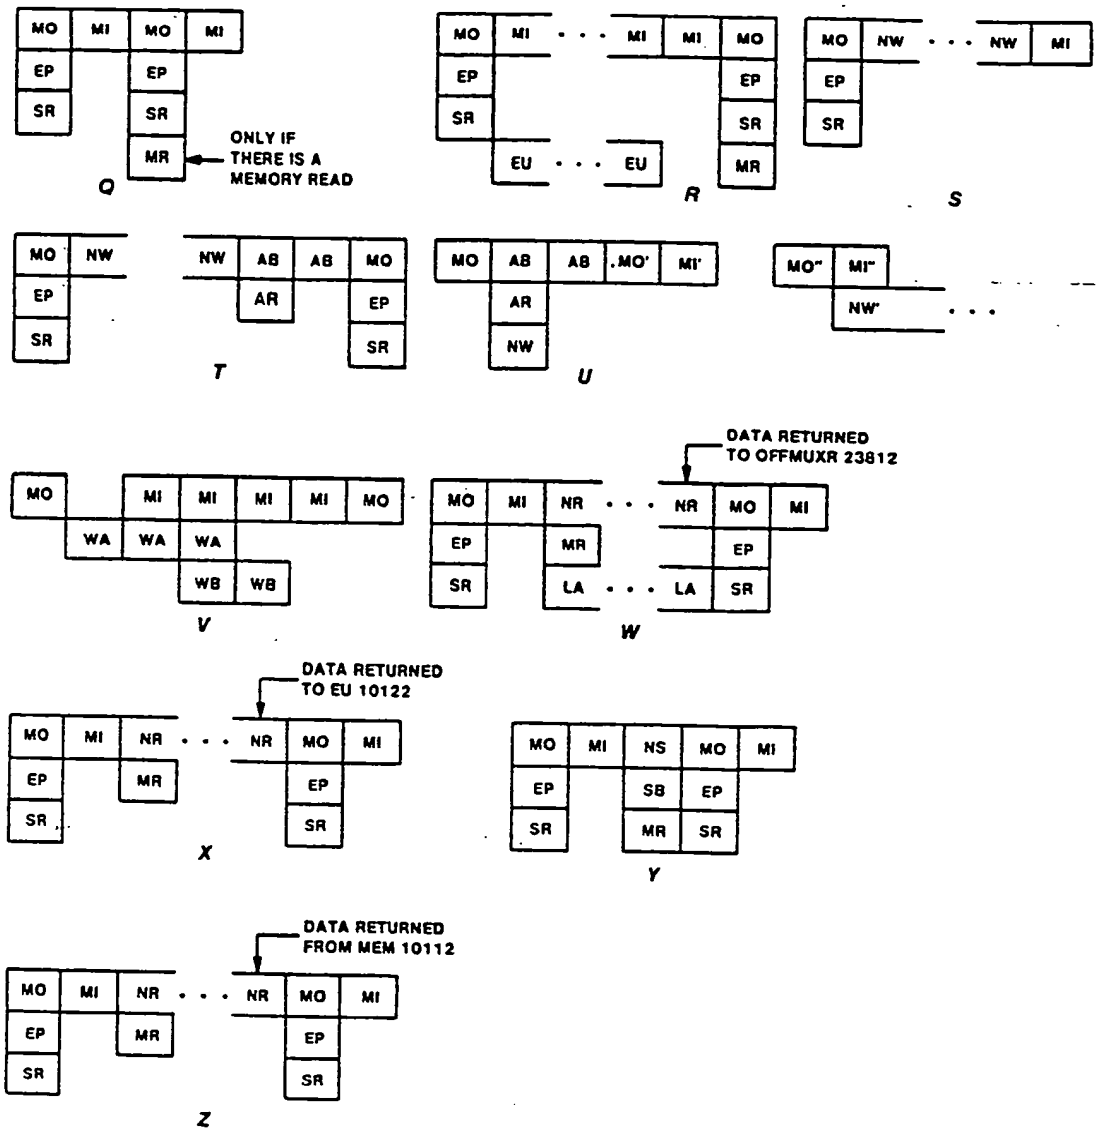 MO MI MO MI
EP EP
SR SR
MR
ONLY IF
THERE IS A
MEMORY READ
Q
MO MI · · · MI MI MO
EP EP
SR SR
EU · · · EU MR
R
MO NW · · · NW MI
EP
SR
S
MO NW NW AB AB MO
EP AR EP
SR SR
T
MO AB AB MO' MI'
AR
NW
U
MO" MI"
NW' · · ·
MO MI MI MI MI MO
WA WA WA
WB WB
V
DATA RETURNED
TO OFFMUXR 23812
MO MI NR · · · NR MO MI
EP MR EP
SR LA · · · LA SR
W
DATA RETURNED
TO EU 10122
MO MI NR · · · NR MO MI
EP MR EP
SR SR
X
MO MI NS MO MI
EP SB EP
SR MR SR
Y
DATA RETURNED
FROM MEM 10112
MO MI NR · · · NR MO MI
EP MR EP
SR SR
Z